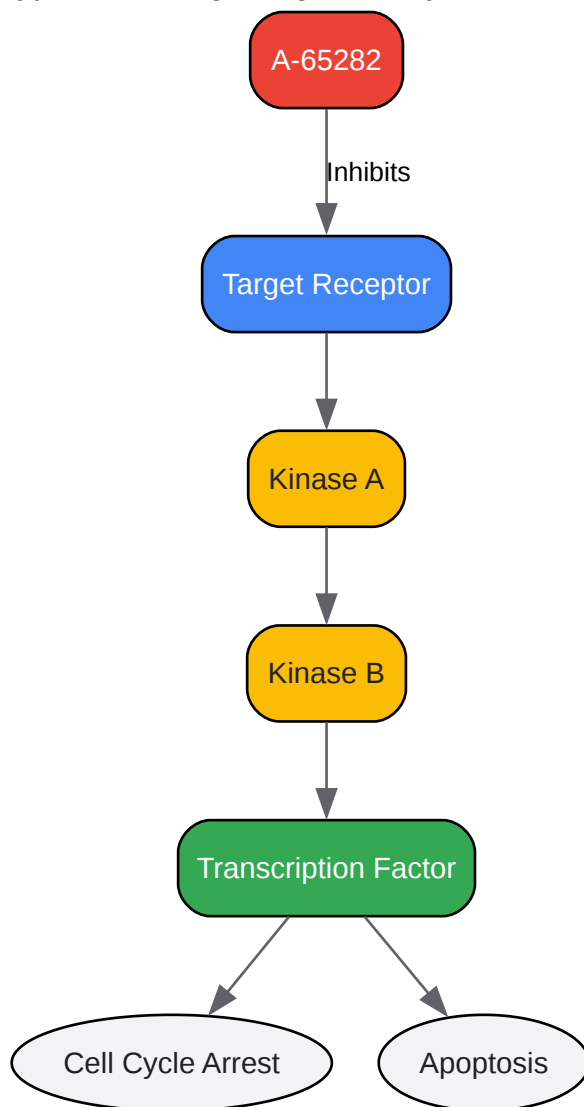 A-65282
Inhibits
Target Receptor
Kinase A
Kinase B
Transcription Factor
Cell Cycle Arrest
Apoptosis